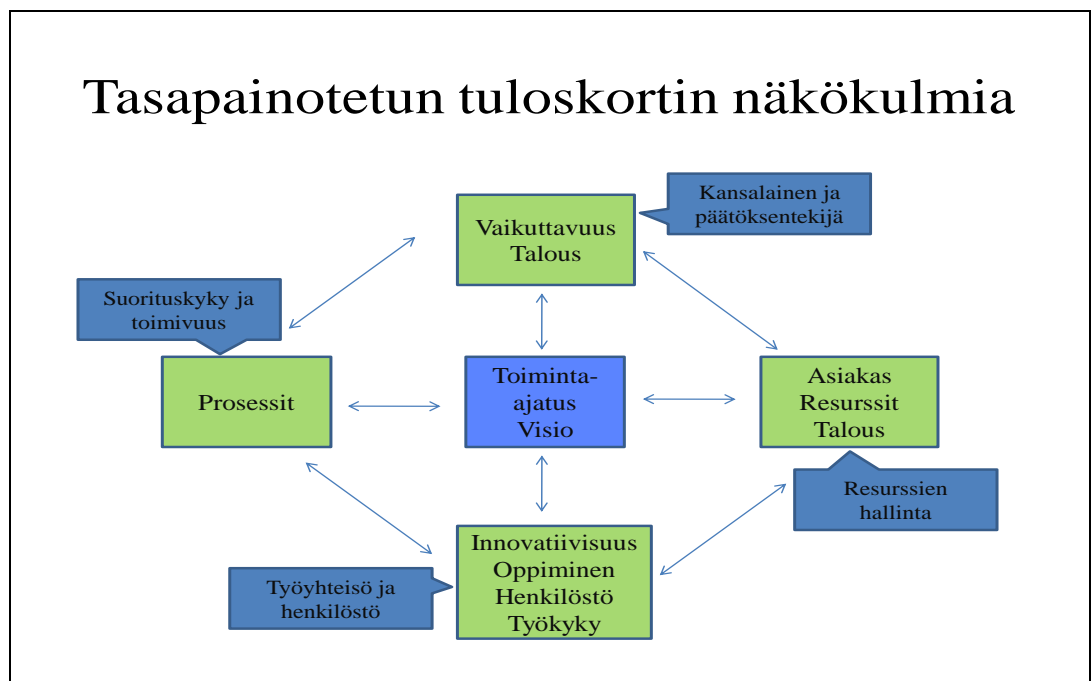 Tasapainotetun tuloskortin näkökulmia
Kansalainen ja
päätöksentekijä
Vaikuttavuus
Talous
Suorituskyky ja
toimivuus
Prosessit
Toiminta-
ajatus
Visio
Asiakas
Resurssit
Talous
Resurssien
hallinta
Innovatiivisuus
Oppiminen
Henkilöstö
Työkyky
Työyhteisö ja
henkilöstö